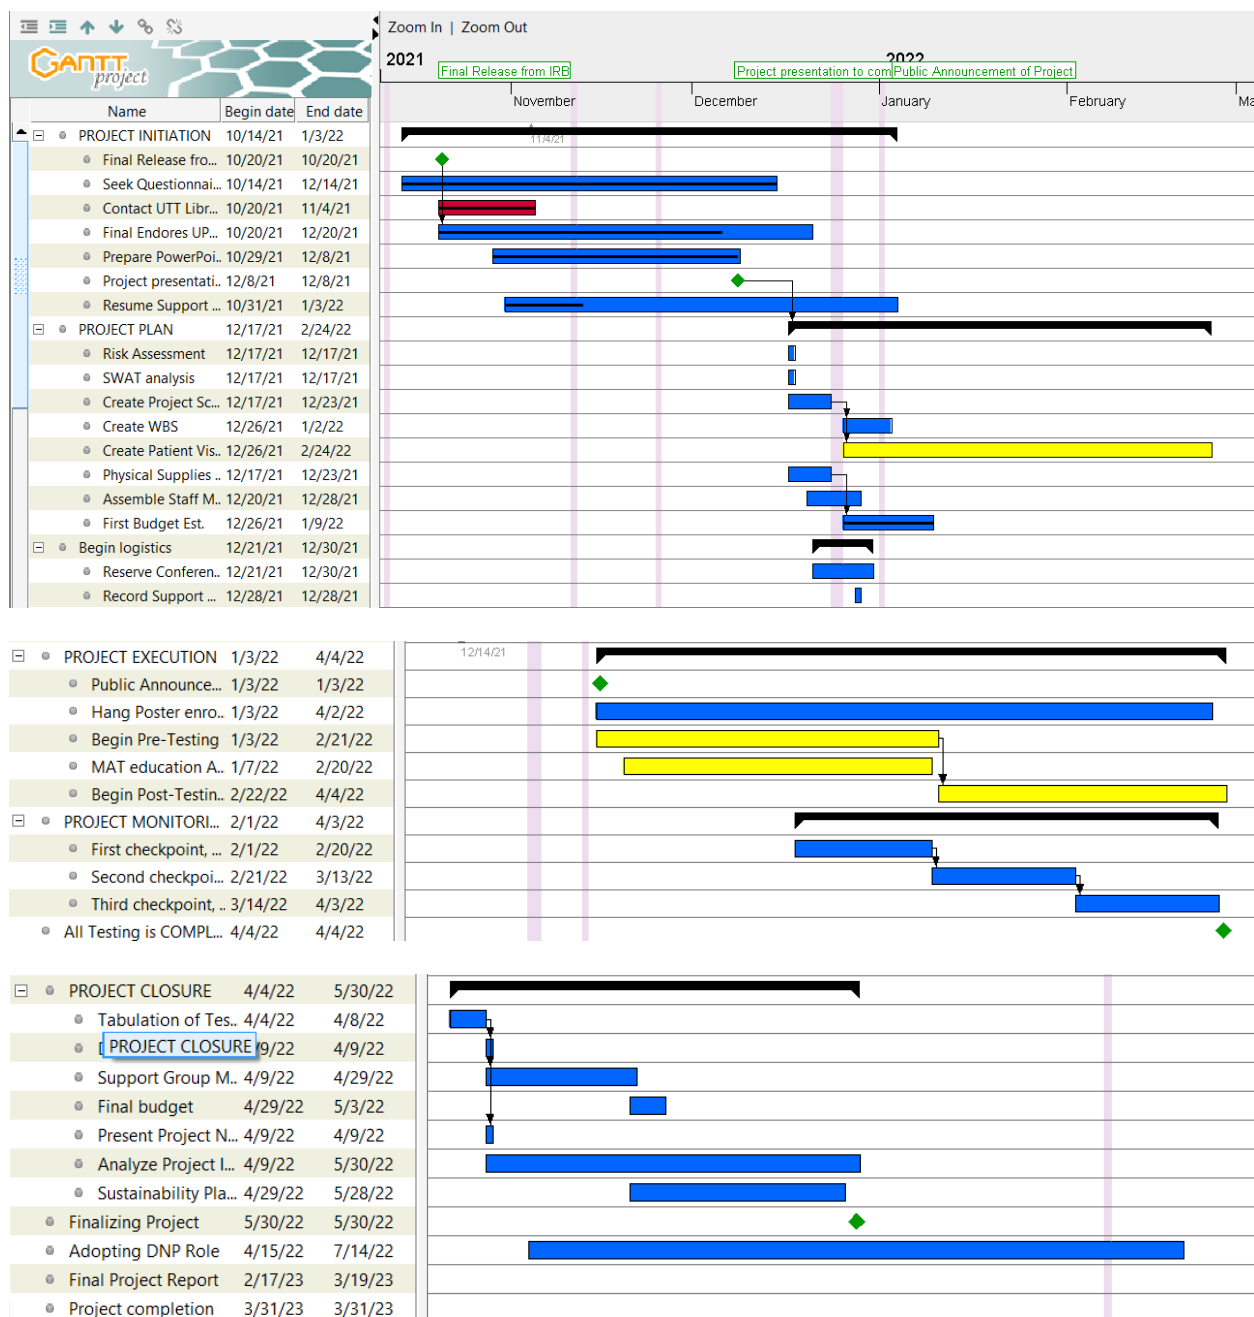 Zoom In | Zoom Out
GANTT project
2021 2022
Final Release from IRB Project presentation to com Public Announcement of Project
Name Begin date End date November December January February Ma
PROJECT INITIATION 10/14/21 1/3/22 11/4/21
Final Release fro... 10/20/21 10/20/21
Seek Questionnai... 10/14/21 12/14/21
Contact UTT Libr... 10/20/21 11/4/21
Final Endores UP... 10/20/21 12/20/21
Prepare PowerPoi... 10/29/21 12/8/21
Project presentati... 12/8/21 12/8/21
Resume Support ... 10/31/21 1/3/22
PROJECT PLAN 12/17/21 2/24/22
Risk Assessment 12/17/21 12/17/21
SWAT analysis 12/17/21 12/17/21
Create Project Sc... 12/17/21 12/23/21
Create WBS 12/26/21 1/2/22
Create Patient Vis... 12/26/21 2/24/22
Physical Supplies ... 12/17/21 12/23/21
Assemble Staff M... 12/20/21 12/28/21
First Budget Est. 12/26/21 1/9/22
Begin logistics 12/21/21 12/30/21
Reserve Conferen... 12/21/21 12/30/21
Record Support ... 12/28/21 12/28/21
PROJECT EXECUTION 1/3/22 4/4/22 12/14/21
Public Announce... 1/3/22 1/3/22
Hang Poster enro... 1/3/22 4/2/22
Begin Pre-Testing 1/3/22 2/21/22
MAT education A... 1/7/22 2/20/22
Begin Post-Testin... 2/22/22 4/4/22
PROJECT MONITORI... 2/1/22 4/3/22
First checkpoint, ... 2/1/22 2/20/22
Second checkpoi... 2/21/22 3/13/22
Third checkpoint, ... 3/14/22 4/3/22
All Testing is COMPL... 4/4/22 4/4/22
PROJECT CLOSURE 4/4/22 5/30/22
Tabulation of Tes... 4/4/22 4/8/22
PROJECT CLOSURE /9/22 4/9/22
Support Group M... 4/9/22 4/29/22
Final budget 4/29/22 5/3/22
Present Project N... 4/9/22 4/9/22
Analyze Project I... 4/9/22 5/30/22
Sustainability Pla... 4/29/22 5/28/22
Finalizing Project 5/30/22 5/30/22
Adopting DNP Role 4/15/22 7/14/22
Final Project Report 2/17/23 3/19/23
Project completion 3/31/23 3/31/23